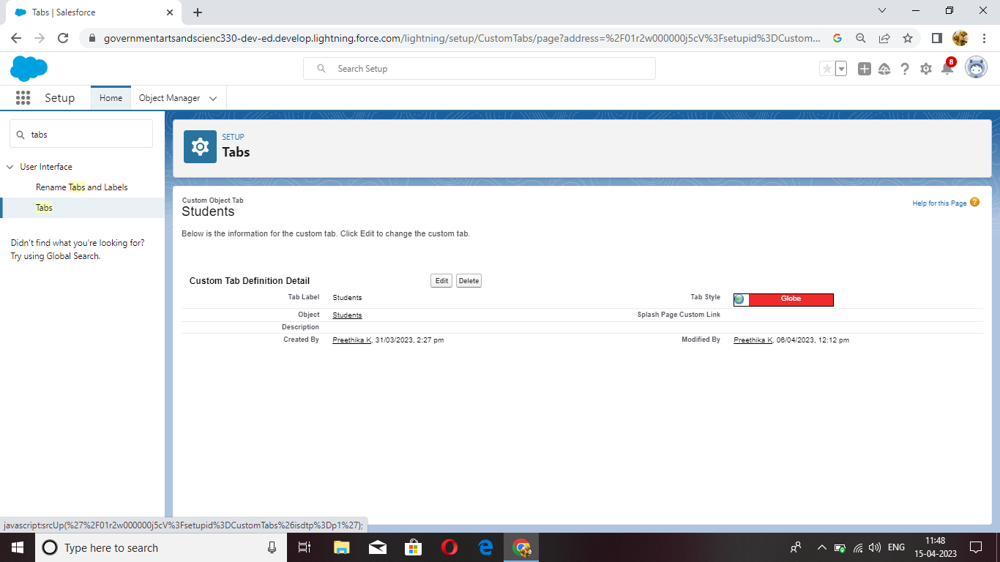 Tabs | Salesforce
governmentartsandscienc330-dev-ed.develop.lightning.force.com/lightning/setup/CustomTabs/page?address=%2F01r2w000000j5cV%3Fsetupid%3DCustom...
Search Setup
8
Setup
Home
Object Manager
tabs
User Interface
Rename Tabs and Labels
Tabs
Didn't find what you're looking for?
Try using Global Search.
SETUP
Tabs
Custom Object Tab
Students
Help for this Page ?
Below is the information for the custom tab. Click Edit to change the custom tab.
Custom Tab Definition Detail
Edit
Delete
Tab Label Students
Tab Style Globe
Object Students
Splash Page Custom Link
Description
Created By Preethika K, 31/03/2023, 2:27 pm
Modified By Preethika K, 06/04/2023, 12:12 pm
javascript:srcUp(%27%2F01r2w000000j5cV%3Fsetupid%3DCustomTabs%26isdtp%3Dp1%27);
Type here to search
ENG
11:48
15-04-2023